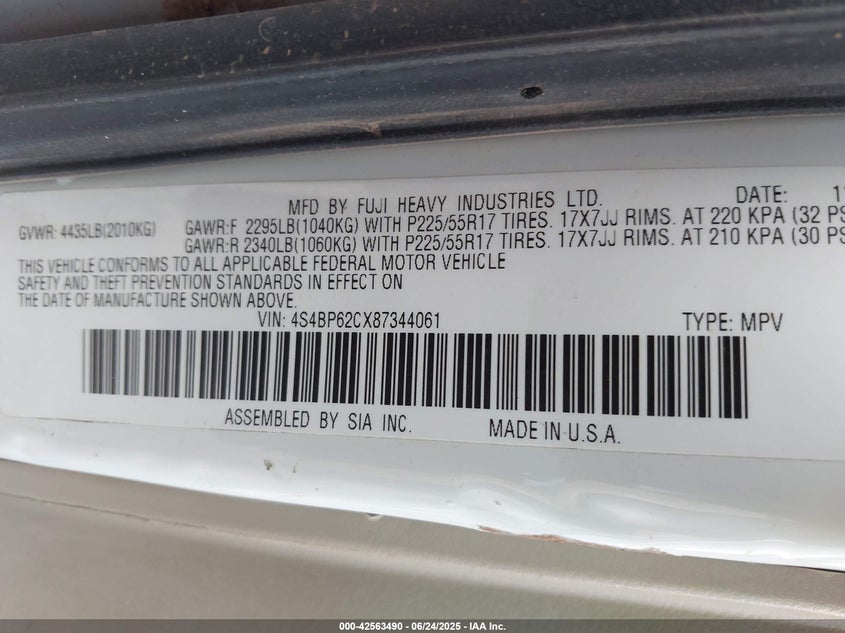 MFD BY FUJI HEAVY INDUSTRIES LTD. DATE: 11
GVWR: 4435LB(2010KG) GAWR:F 2295LB(1040KG) WITH P225/55R17 TIRES. 17X7JJ RIMS. AT 220 KPA (32 PS
GAWR:R 2340LB(1060KG) WITH P225/55R17 TIRES. 17X7JJ RIMS. AT 210 KPA (30 PS
THIS VEHICLE CONFORMS TO ALL APPLICABLE FEDERAL MOTOR VEHICLE
SAFETY AND THEFT PREVENTION STANDARDS IN EFFECT ON
THE DATE OF MANUFACTURE SHOWN ABOVE.
VIN: 4S4BP62CX87344061 TYPE: MPV
ASSEMBLED BY SIA INC. MADE IN U.S.A.
000-42563490 - 06/24/2025 - IAA Inc.